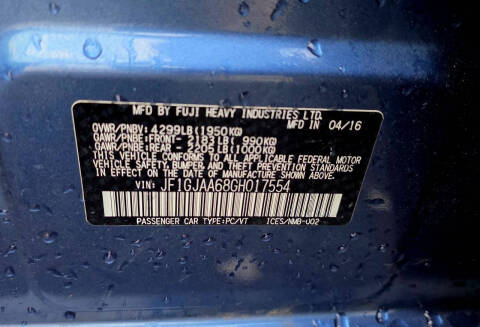 MFD BY FUJI HEAVY INDUSTRIES LTD.
MFD IN 04/16
GVWR/PNBV: 4299LB(1950KG)
GAWR/PNBE:FRONT - 2183LB( 990KG)
GAWR/PNBE:REAR - 2205LB(1000KG)
THIS VEHICLE CONFORMS TO ALL APPLICABLE FEDERAL MOTOR
VEHICLE SAFETY, BUMPER, AND THEFT PREVENTION STANDARDS
IN EFFECT ON THE DATE OF MANUFACTURE SHOWN ABOVE.
VIN: JF1GJAA68GH017554
PASSENGER CAR TYPE:PC/VT ICES/NMB-002